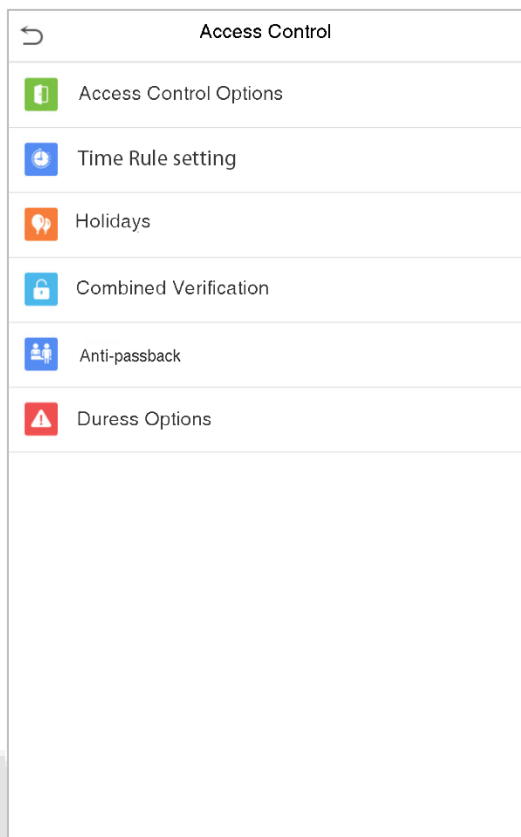 Access Control
Access Control Options
Time Rule setting
Holidays
Combined Verification
Anti-passback
Duress Options